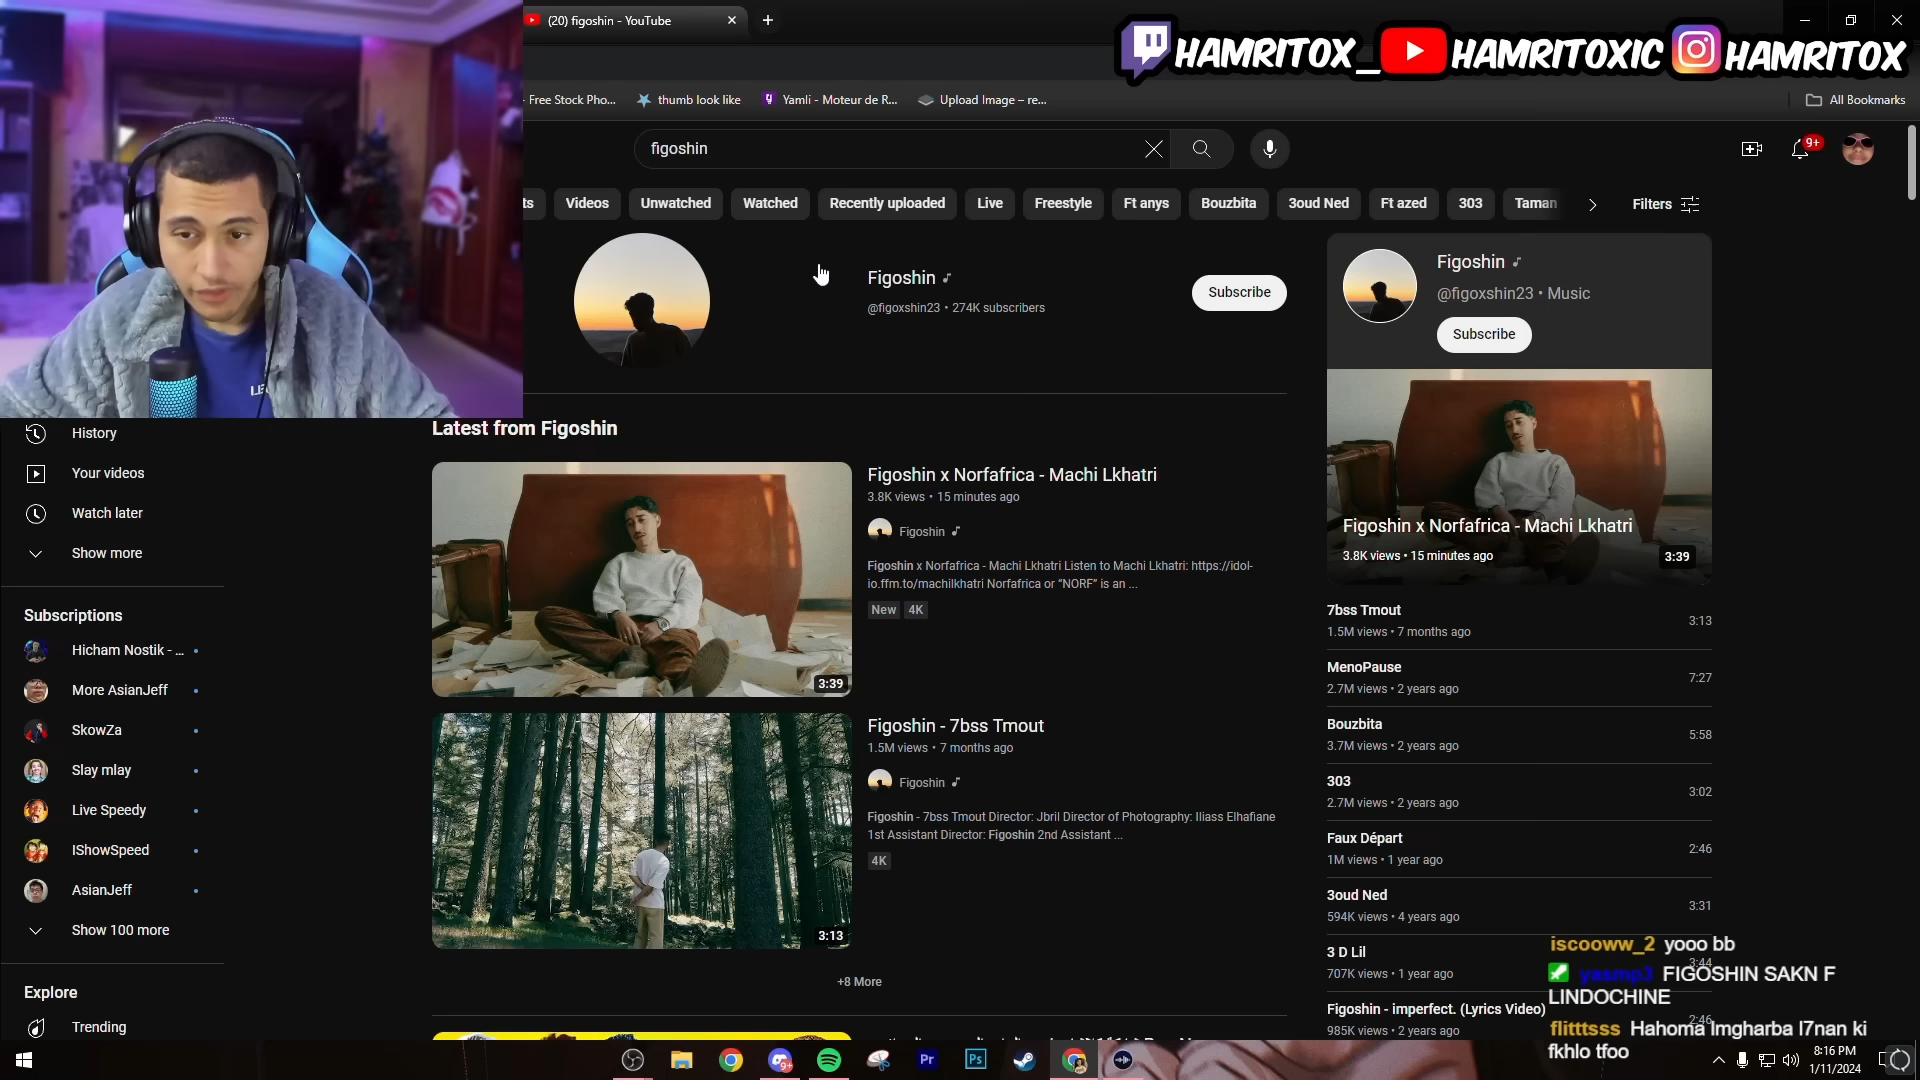 (20) figoshin - YouTube
HAMRITOX_ HAMRITOXIC HAMRITOX
Free Stock Pho...
thumb look like
Yamli - Moteur de R...
Upload Image – re...
All Bookmarks
figoshin
9+
ts
Videos
Unwatched
Watched
Recently uploaded
Live
Freestyle
Ft anys
Bouzbita
3oud Ned
Ft azed
303
Taman
Filters
Figoshin
@figoxshin23 • 274K subscribers
Subscribe
Figoshin
@figoxshin23 • Music
Subscribe
History
Your videos
Watch later
Show more
Subscriptions
Hicham Nostik - ...
More AsianJeff
SkowZa
Slay mlay
Live Speedy
IShowSpeed
AsianJeff
Show 100 more
Explore
Trending
Latest from Figoshin
Figoshin x Norfafrica - Machi Lkhatri
3.8K views • 15 minutes ago
Figoshin
Figoshin x Norfafrica - Machi Lkhatri Listen to Machi Lkhatri: https://idol-
io.ffm.to/machilkhatri Norfafrica or “NORF” is an ...
New 4K
3:39
Figoshin - 7bss Tmout
1.5M views • 7 months ago
Figoshin
Figoshin - 7bss Tmout Director: Jbril Director of Photography: Iliass Elhafiane
1st Assistant Director: Figoshin 2nd Assistant ...
4K
3:13
+8 More
Figoshin x Norfafrica - Machi Lkhatri
3.8K views • 15 minutes ago
3:39
7bss Tmout
1.5M views • 7 months ago
3:13
MenoPause
2.7M views • 2 years ago
7:27
Bouzbita
3.7M views • 2 years ago
5:58
303
2.7M views • 2 years ago
3:02
Faux Départ
1M views • 1 year ago
2:46
3oud Ned
594K views • 4 years ago
3:31
3 D Lil
707K views • 1 year ago
3:44
Figoshin - imperfect. (Lyrics Video)
985K views • 2 years ago
2:46
iscooww_2 yooo bb
yasmp3 FIGOSHIN SAKN F
LINDOCHINE
flitttsss Hahoma lmgharba l7nan ki
fkhlo tfoo
9+
Pr
Ps
8:16 PM
1/11/2024